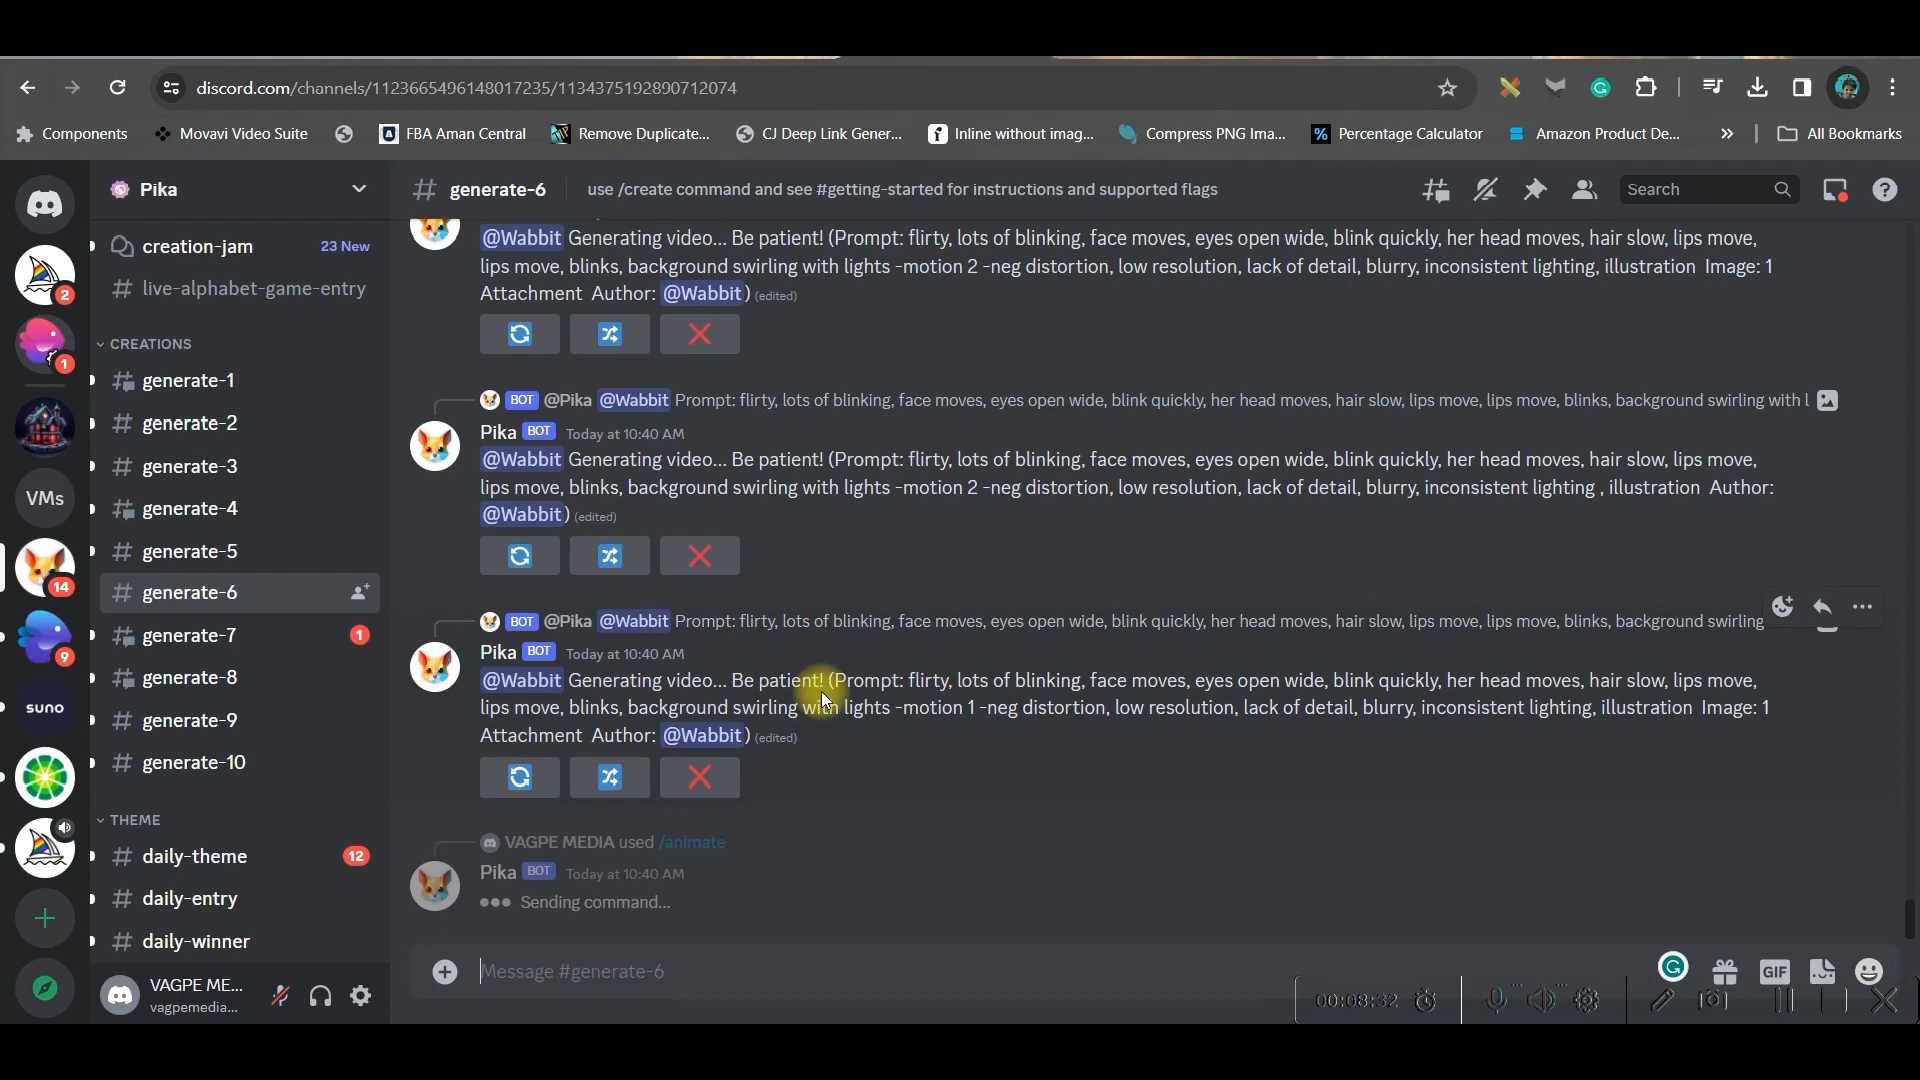 discord.com/channels/1123665496148017235/1134375192890712074
Components
Movavi Video Suite
FBA Aman Central
Remove Duplicate...
CJ Deep Link Gener...
Inline without imag...
Compress PNG Ima...
Percentage Calculator
Amazon Product De...
All Bookmarks
Pika
generate-6
use /create command and see #getting-started for instructions and supported flags
Search
creation-jam
23 New
live-alphabet-game-entry
CREATIONS
generate-1
generate-2
generate-3
generate-4
generate-5
generate-6
generate-7
1
generate-8
generate-9
generate-10
THEME
daily-theme
12
daily-entry
daily-winner
2
1
VMs
14
9
suno
VAGPE ME...
vagpemedia...
@Wabbit Generating video... Be patient! (Prompt: flirty, lots of blinking, face moves, eyes open wide, blink quickly, her head moves, hair slow, lips move,
lips move, blinks, background swirling with lights -motion 2 -neg distortion, low resolution, lack of detail, blurry, inconsistent lighting, illustration Image: 1
Attachment Author: @Wabbit) (edited)
BOT @Pika @Wabbit Prompt: flirty, lots of blinking, face moves, eyes open wide, blink quickly, her head moves, hair slow, lips move, lips move, blinks, background swirling with l
Pika BOT Today at 10:40 AM
@Wabbit Generating video... Be patient! (Prompt: flirty, lots of blinking, face moves, eyes open wide, blink quickly, her head moves, hair slow, lips move,
lips move, blinks, background swirling with lights -motion 2 -neg distortion, low resolution, lack of detail, blurry, inconsistent lighting , illustration Author:
@Wabbit) (edited)
BOT @Pika @Wabbit Prompt: flirty, lots of blinking, face moves, eyes open wide, blink quickly, her head moves, hair slow, lips move, lips move, blinks, background swirling
Pika BOT Today at 10:40 AM
@Wabbit Generating video... Be patient! (Prompt: flirty, lots of blinking, face moves, eyes open wide, blink quickly, her head moves, hair slow, lips move,
lips move, blinks, background swirling with lights -motion 1 -neg distortion, low resolution, lack of detail, blurry, inconsistent lighting, illustration Image: 1
Attachment Author: @Wabbit) (edited)
VAGPE MEDIA used /animate
Pika BOT Today at 10:40 AM
Sending command...
Message #generate-6
GIF
00:08:32